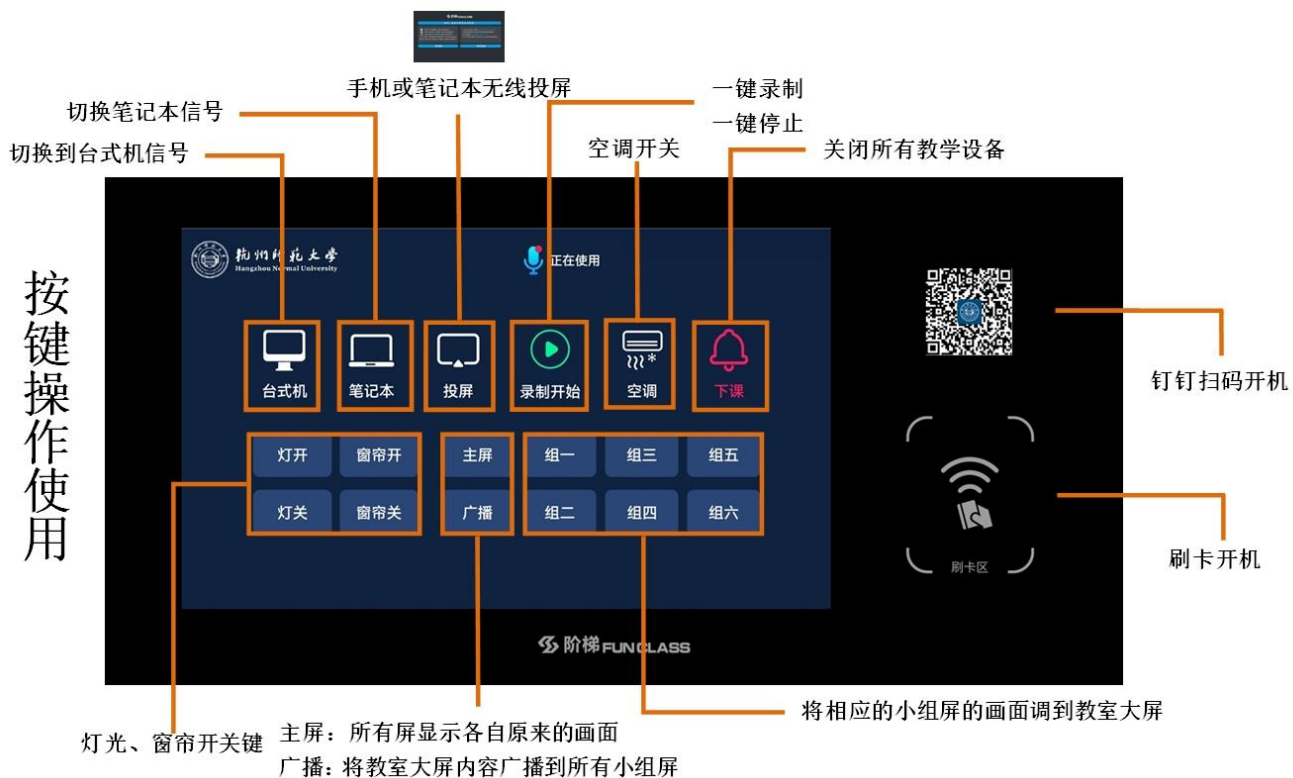 手机或笔记本无线投屏
一键录制
一键停止
切换笔记本信号
切换到台式机信号
空调开关
关闭所有教学设备
按键操作使用
杭州师范大学
Hangzhou Normal University
正在使用
台式机
笔记本
投屏
录制开始
空调
下课
钉钉扫码开机
灯开
窗帘开
主屏
组一
组三
组五
灯关
窗帘关
广播
组二
组四
组六
刷卡区
刷卡开机
阶梯 FUNCLASS
将相应的小组屏的画面调到教室大屏
灯光、窗帘开关键
主屏：所有屏显示各自原来的画面
广播：将教室大屏内容广播到所有小组屏